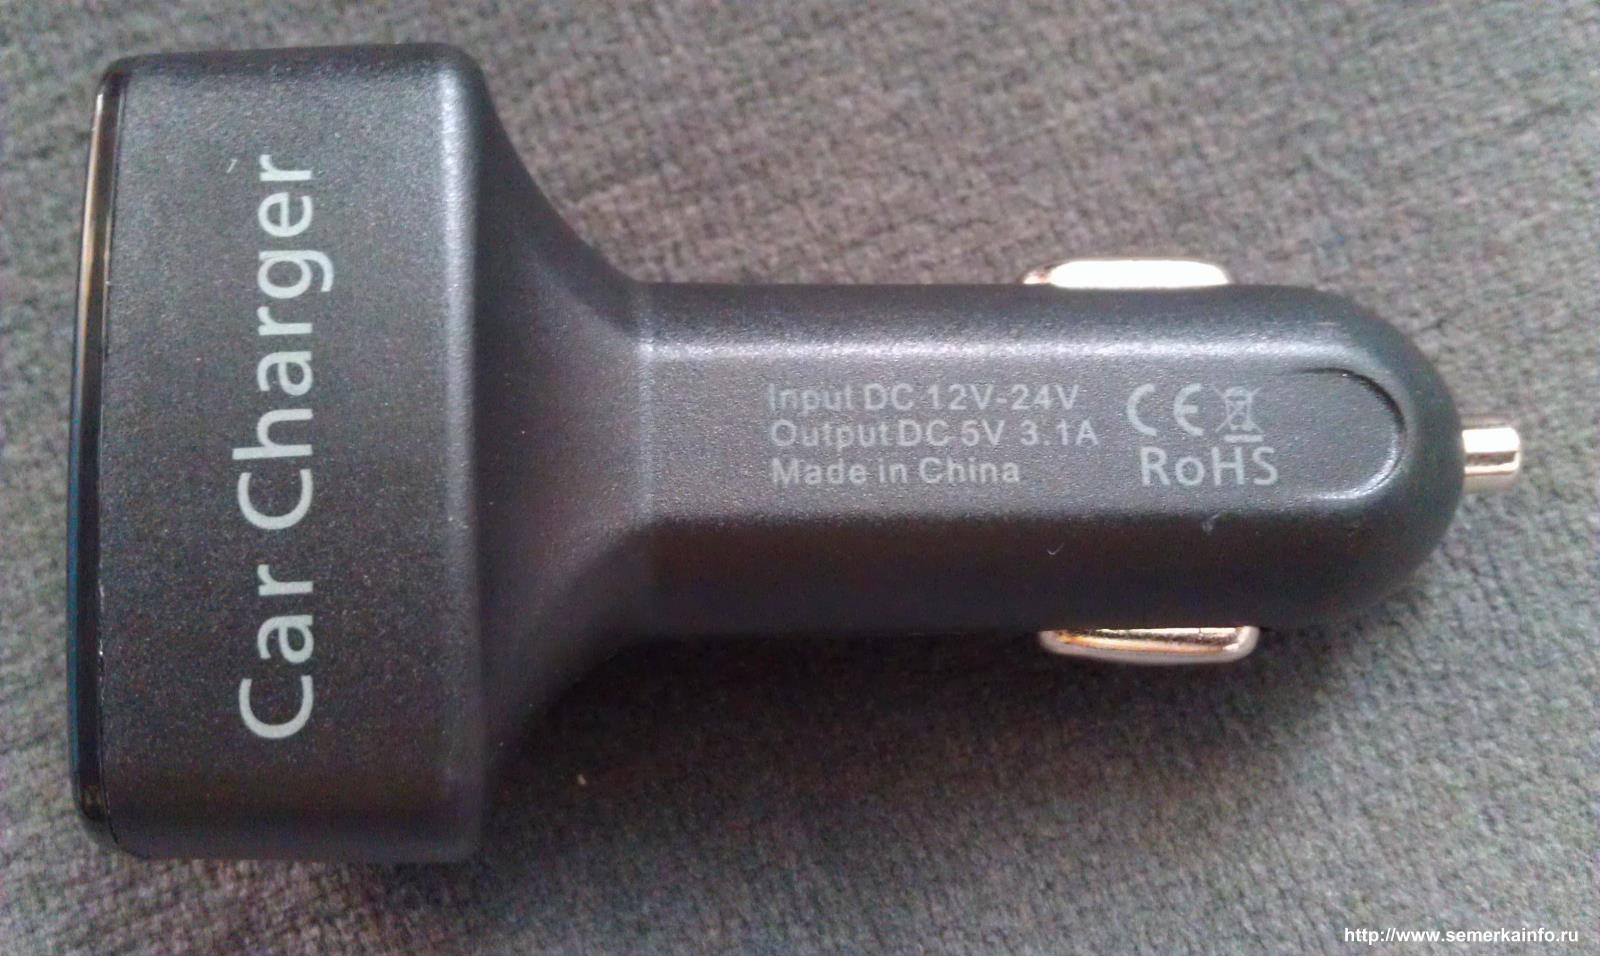 Car Charger
Input DC 12V-24V
Output DC 5V 3.1A
Made in China
CE
RoHS
http://www.semerkainfo.ru